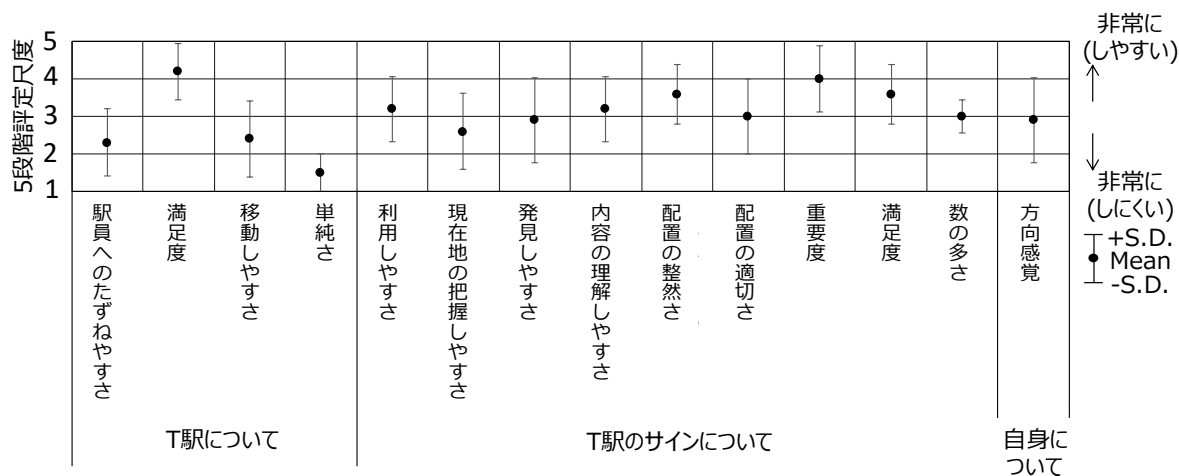 5段階評定尺度
5
4
3
2
1
駅員へのたずねやすさ
満足度
移動しやすさ
単純さ
利用しやすさ
現在地の把握しやすさ
発見しやすさ
内容の理解しやすさ
配置の整然さ
配置の適切さ
重要度
満足度
数の多さ
方向感覚
T駅について
T駅のサインについて
自身に
ついて
非常に
(しやすい)
非常に
(しにくい)
+S.D.
Mean
-S.D.